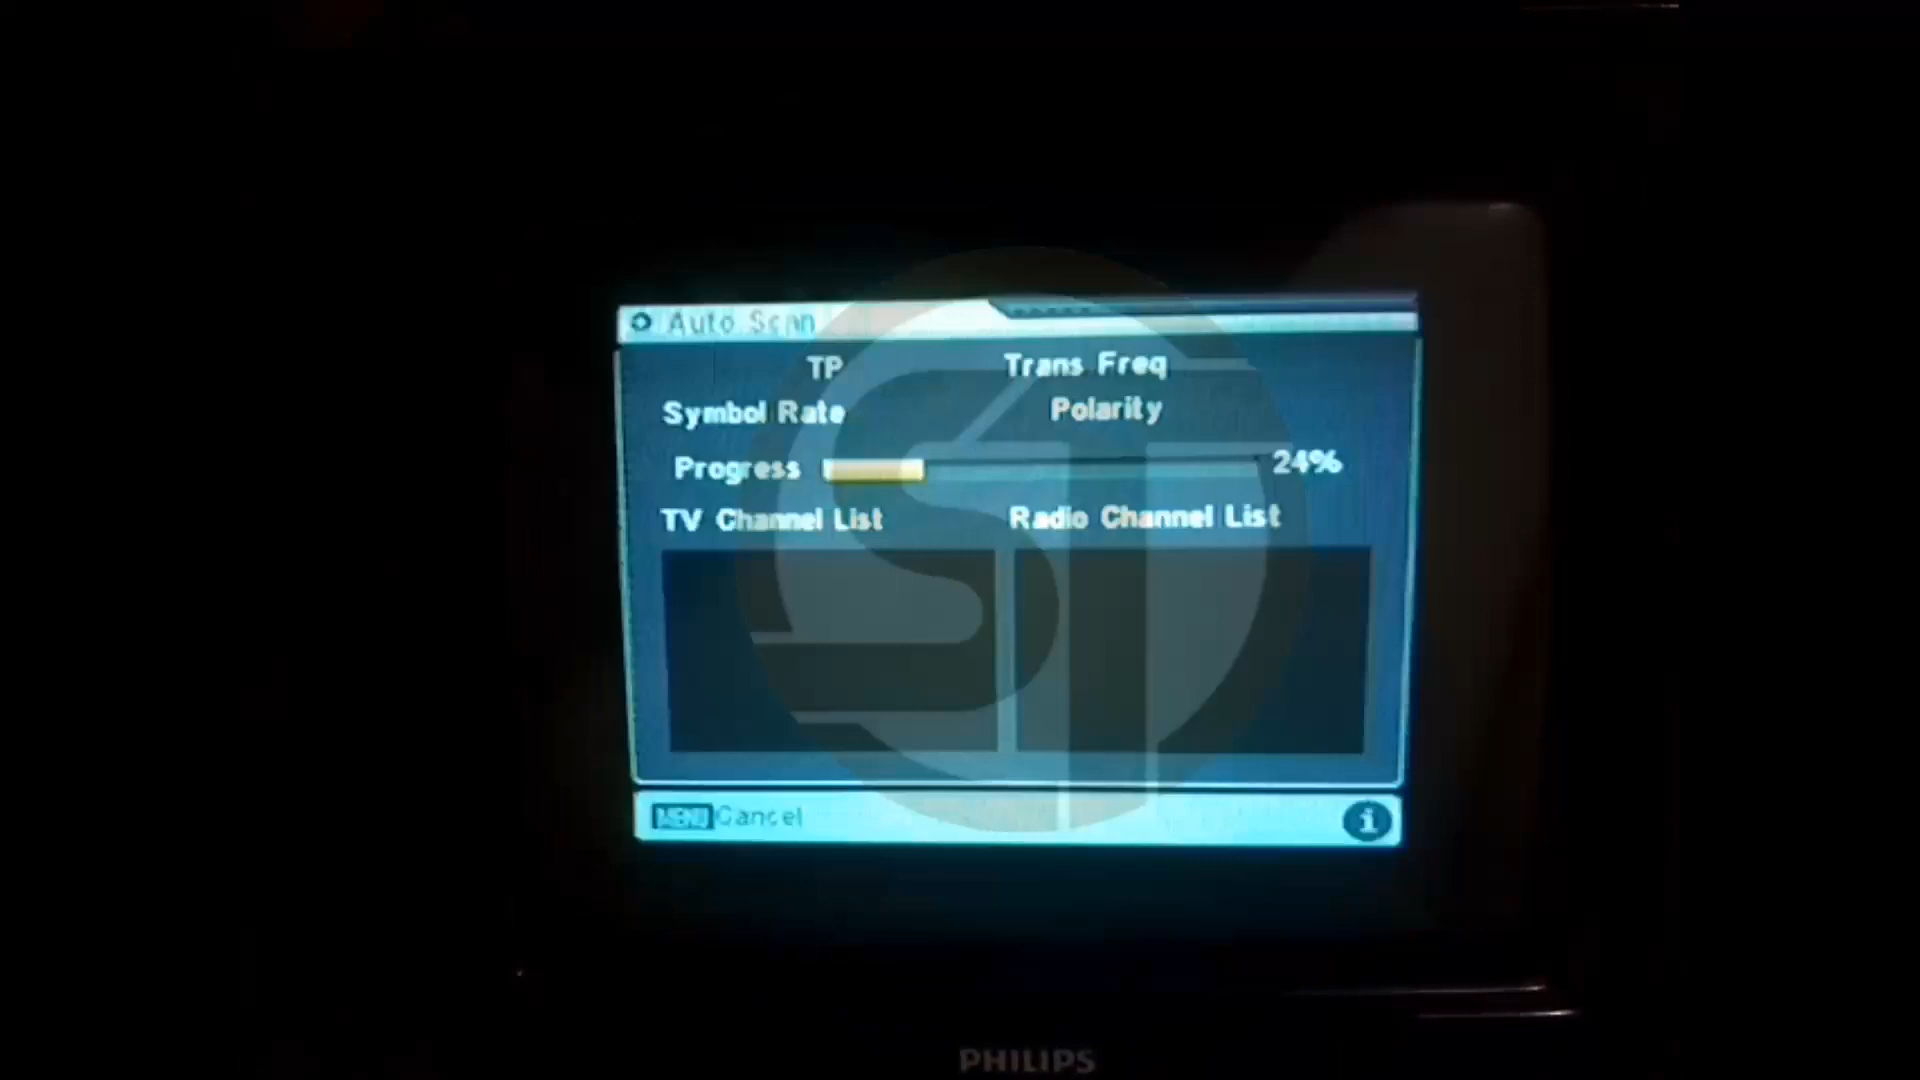 Auto Scan
TP Trans Freq
Symbol Rate Polarity
Progress 24%
TV Channel List Radio Channel List
MENU Cancel i
ST
PHILIPS